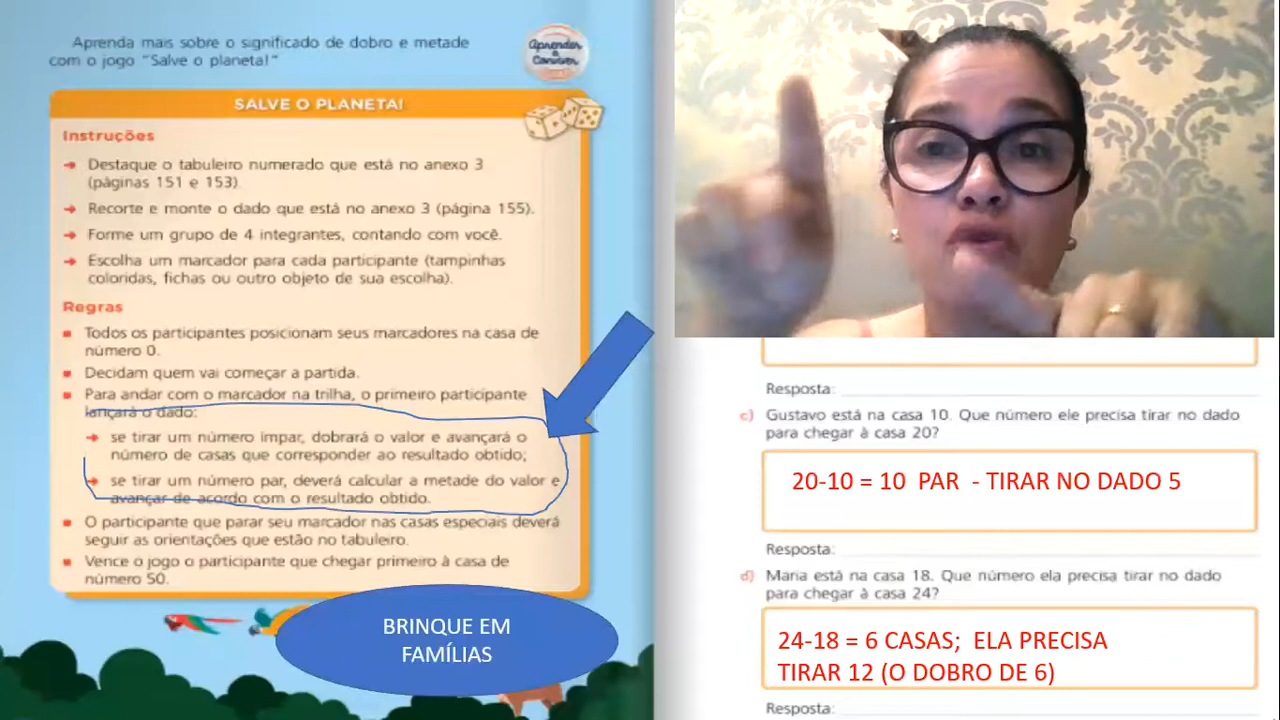 Aprenda mais sobre o significado de dobro e metade
com o jogo "Salve o planeta!"
Aprender
e
Conviver
SALVE O PLANETA!
Instruções
Destaque o tabuleiro numerado que está no anexo 3
(páginas 151 e 153).
Recorte e monte o dado que está no anexo 3 (página 155).
Forme um grupo de 4 integrantes, contando com você.
Escolha um marcador para cada participante (tampinhas
coloridas, fichas ou outro objeto de sua escolha).
Regras
Todos os participantes posicionam seus marcadores na casa de
número 0.
Decidam quem vai começar a partida.
Para andar com o marcador na trilha, o primeiro participante
lançará o dado:
se tirar um número ímpar, dobrará o valor e avançará o
número de casas que corresponder ao resultado obtido;
se tirar um número par, deverá calcular a metade do valor e
avançar de acordo com o resultado obtido.
O participante que parar seu marcador nas casas especiais deverá
seguir as orientações que estão no tabuleiro.
Vence o jogo o participante que chegar primeiro à casa de
número 50.
BRINQUE EM
FAMÍLIAS
Resposta:
c) Gustavo está na casa 10. Que número ele precisa tirar no dado
para chegar à casa 20?
20-10 = 10 PAR - TIRAR NO DADO 5
Resposta:
d) Maria está na casa 18. Que número ela precisa tirar no dado
para chegar à casa 24?
24-18 = 6 CASAS; ELA PRECISA
TIRAR 12 (O DOBRO DE 6)
Resposta: